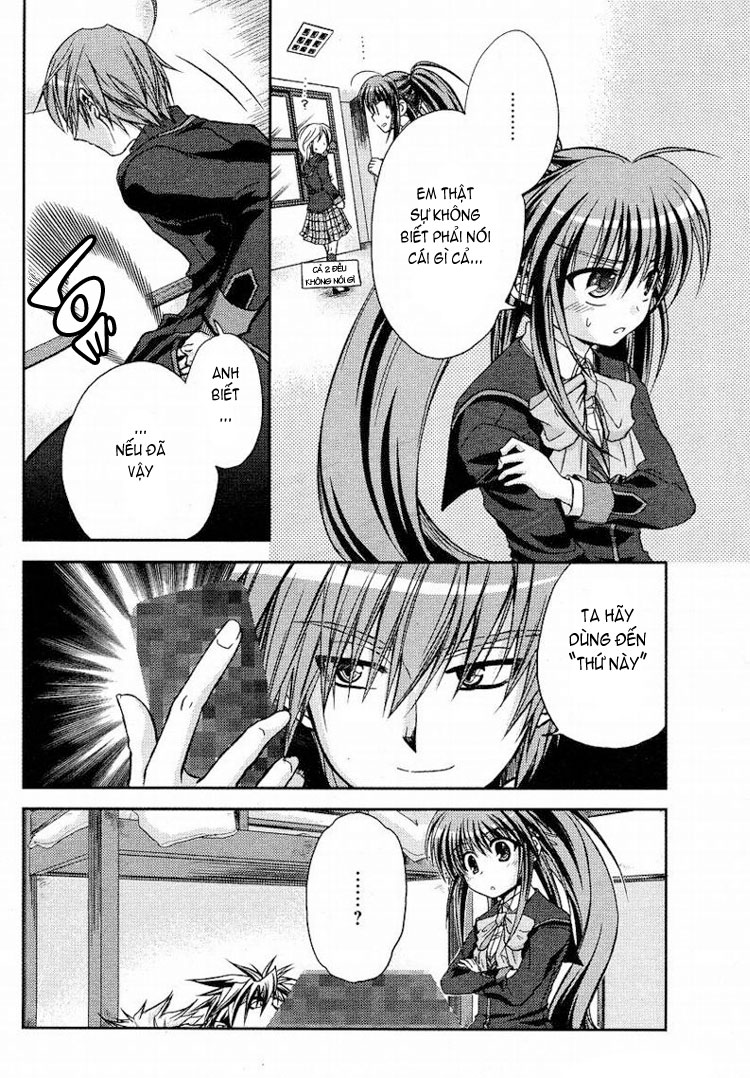 .......
EM THẬT
SỰ KHÔNG
BIẾT PHẢI NÓI
CÁI GÌ CẢ...
...
?
CẢ 2 ĐỀU
KHÔNG NÓI GÌ
ANH
BIẾT
...
...
NẾU ĐÃ
VẬY
TA HÃY
DÙNG ĐẾN
"THỨ NÀY"
......
?